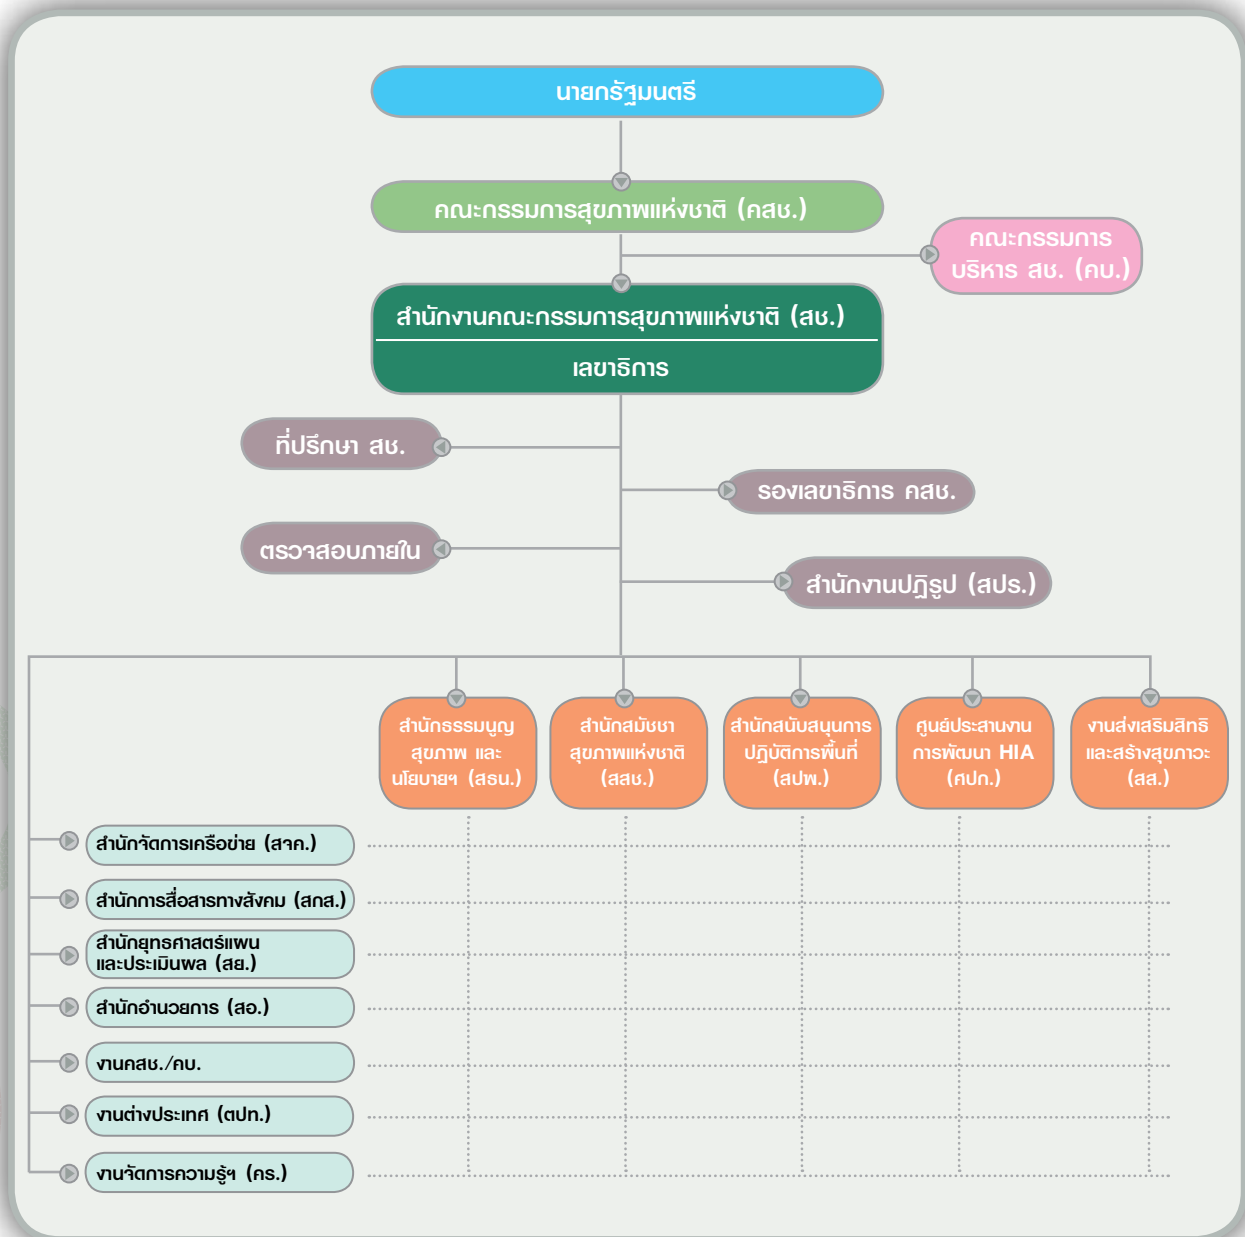 นายกรัฐมนตรี
คณะกรรมการสุขภาพแห่งชาติ (คสช.)
คณะกรรมการ
บริหาร สช. (คบ.)
สำนักงานคณะกรรมการสุขภาพแห่งชาติ (สช.)
เลขาธิการ
ที่ปรึกษา สช.
รองเลขาธิการ คสช.
ตรวจสอบภายใน
สำนักงานปฏิรูป (สปร.)
สำนักธรรมนูญ
สุขภาพ และ
นโยบายฯ (สธน.)
สำนักสมัชชา
สุขภาพแห่งชาติ
(สสช.)
สำนักสนับสนุนการ
ปฏิบัติการพื้นที่
(สปพ.)
ศูนย์ประสานงาน
การพัฒนา HIA
(ศปก.)
งานส่งเสริมสิทธิ
และสร้างสุขภาวะ
(สส.)
สำนักจัดการเครือข่าย (สจค.)
สำนักการสื่อสารทางสังคม (สกส.)
สำนักยุทธศาสตร์แผน
และประเมินผล (สย.)
สำนักอำนวยการ (สอ.)
งานคสช./คบ.
งานต่างประเทศ (ตปท.)
งานจัดการความรู้ฯ (คร.)